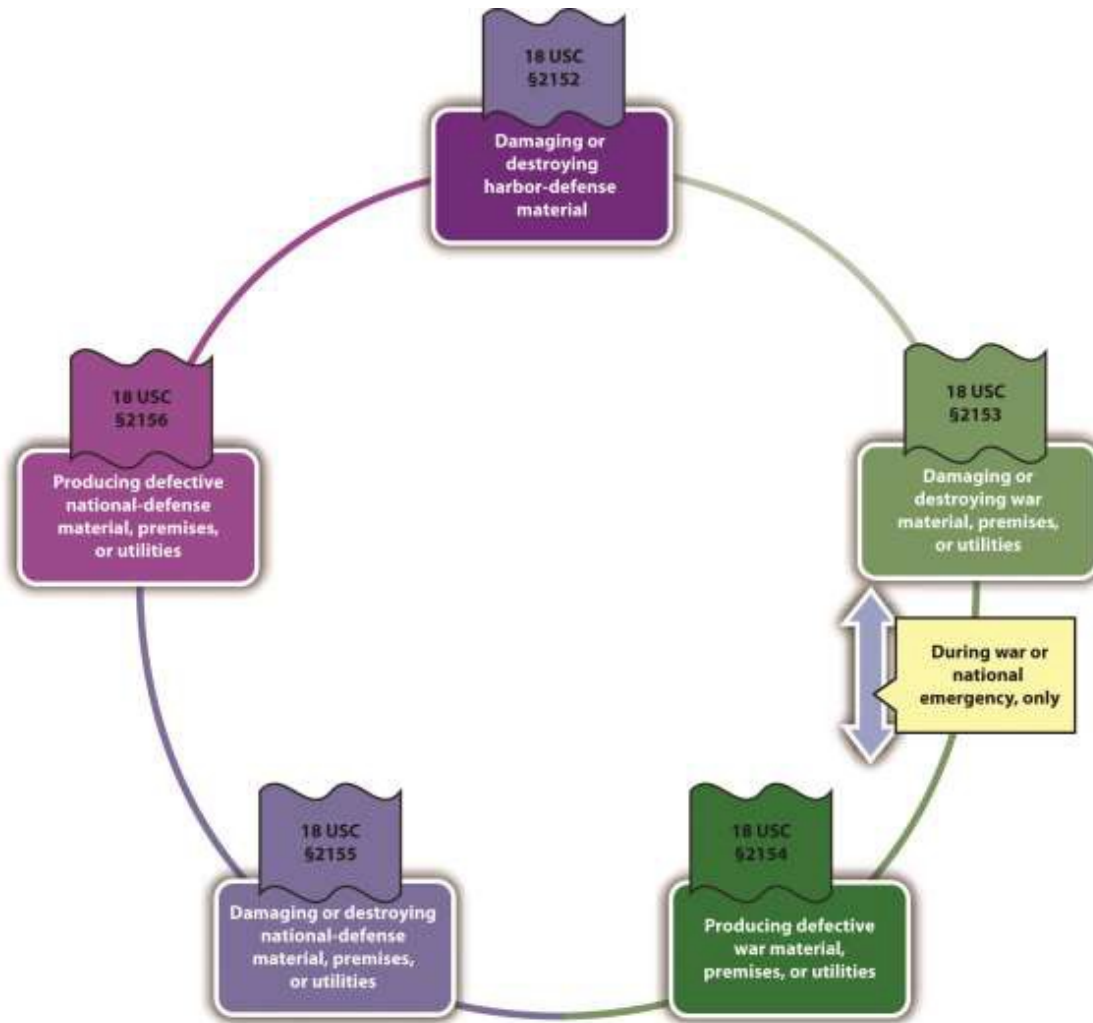 18 USC
§2152
Damaging or
destroying
harbor-defense
material
18 USC
§2153
Damaging or
destroying war
material, premises,
or utilities
During war or
national
emergency, only
18 USC
§2154
Producing defective
war material,
premises, or utilities
18 USC
§2155
Damaging or destroying
national-defense
material, premises,
or utilities
18 USC
§2156
Producing defective
national-defense
material, premises,
or utilities